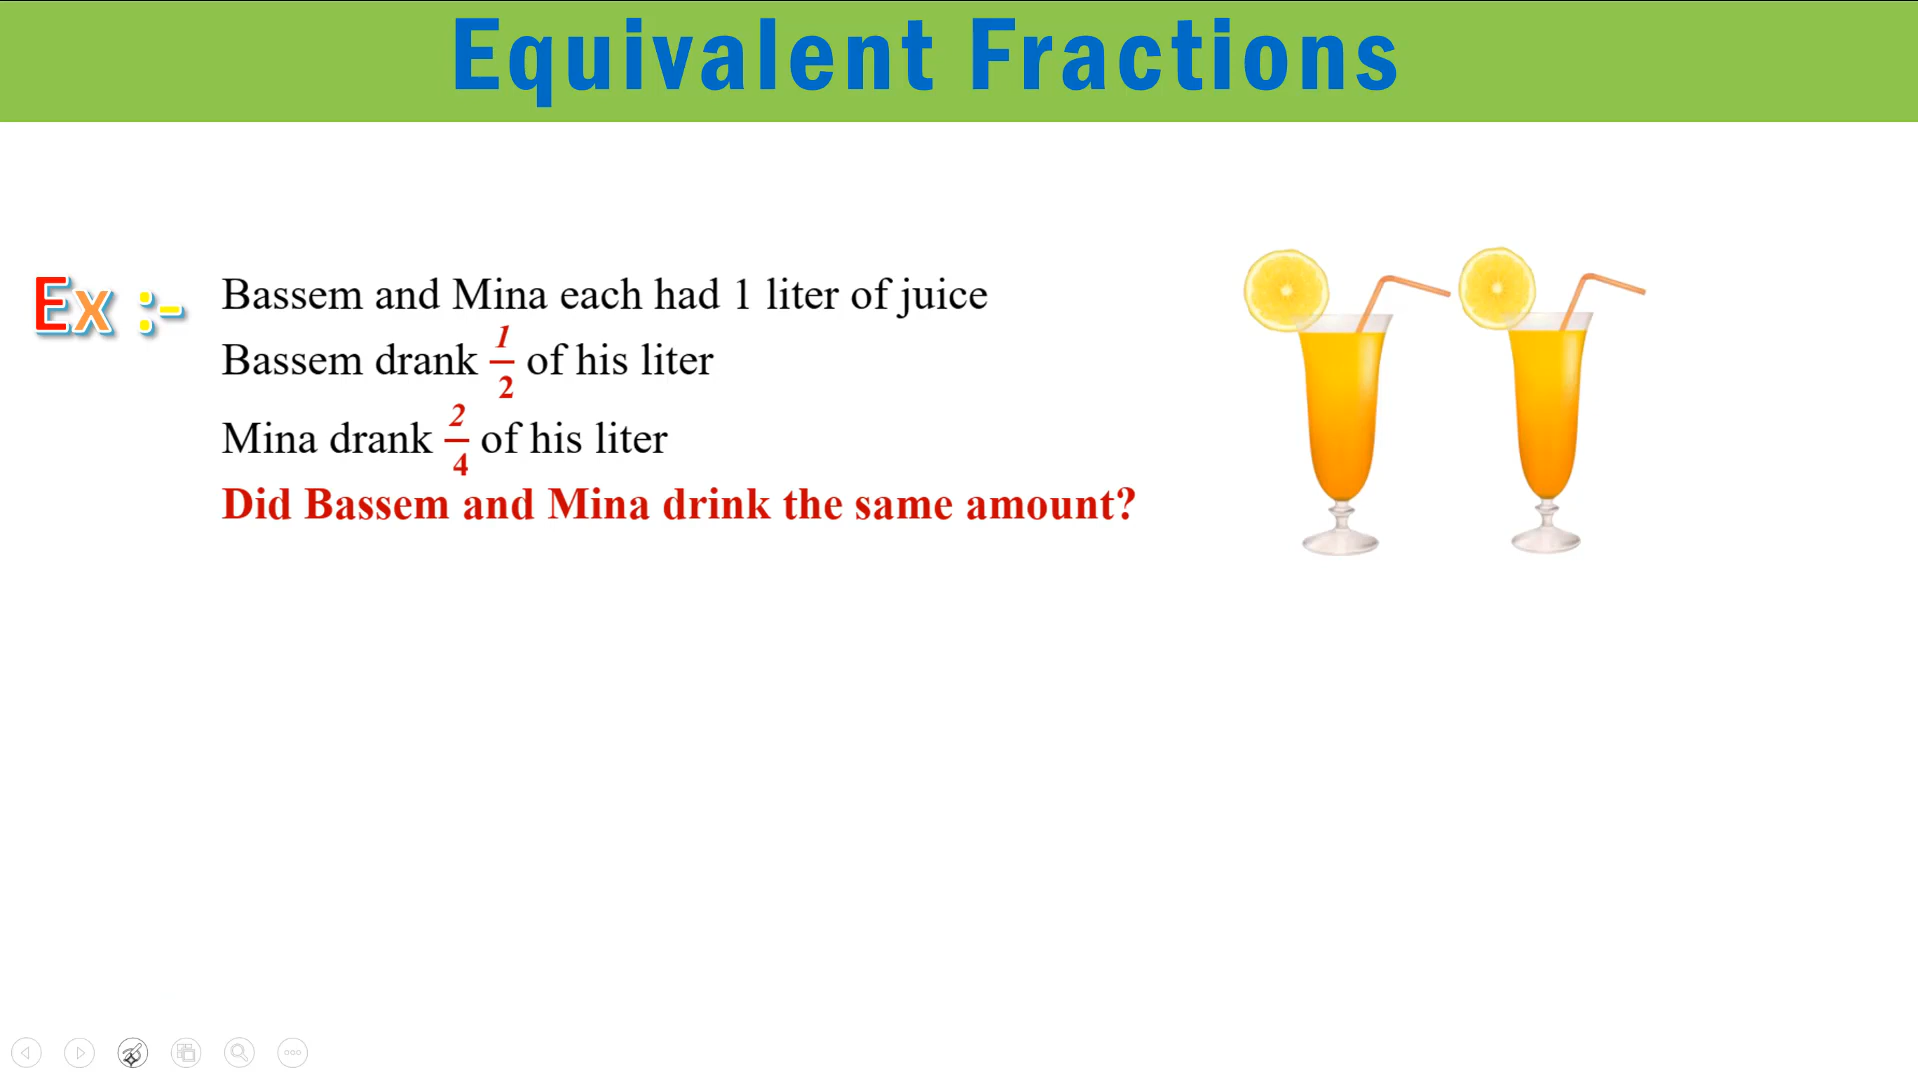 Equivalent Fractions
Ex :-
Bassem and Mina each had 1 liter of juice
Bassem drank 1/2 of his liter
Mina drank 2/4 of his liter
Did Bassem and Mina drink the same amount?